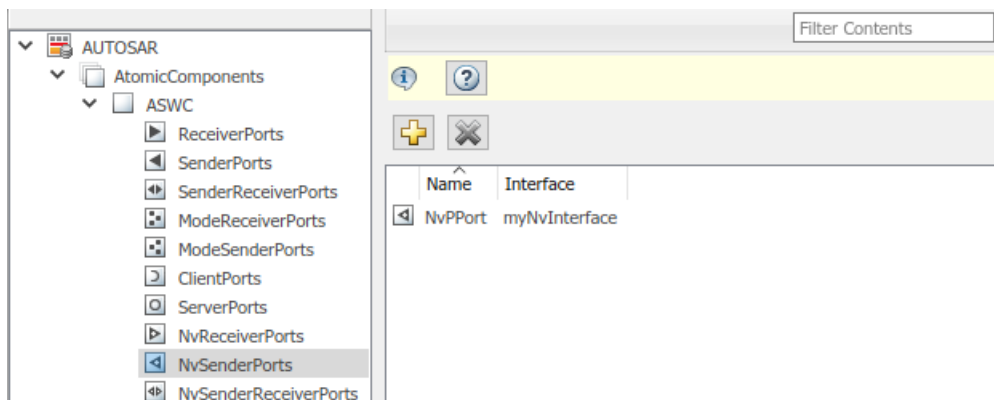 AUTOSAR
AtomicComponents
ASWC
ReceiverPorts
SenderPorts
SenderReceiverPorts
ModeReceiverPorts
ModeSenderPorts
ClientPorts
ServerPorts
NvReceiverPorts
NvSenderPorts
NvSenderReceiverPorts
Filter Contents
Name Interface
NvPPort myNvInterface